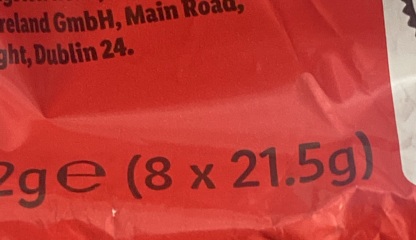 reland GmbH, Main Road,
ght, Dublin 24.
2g℮ (8 x 21.5g)